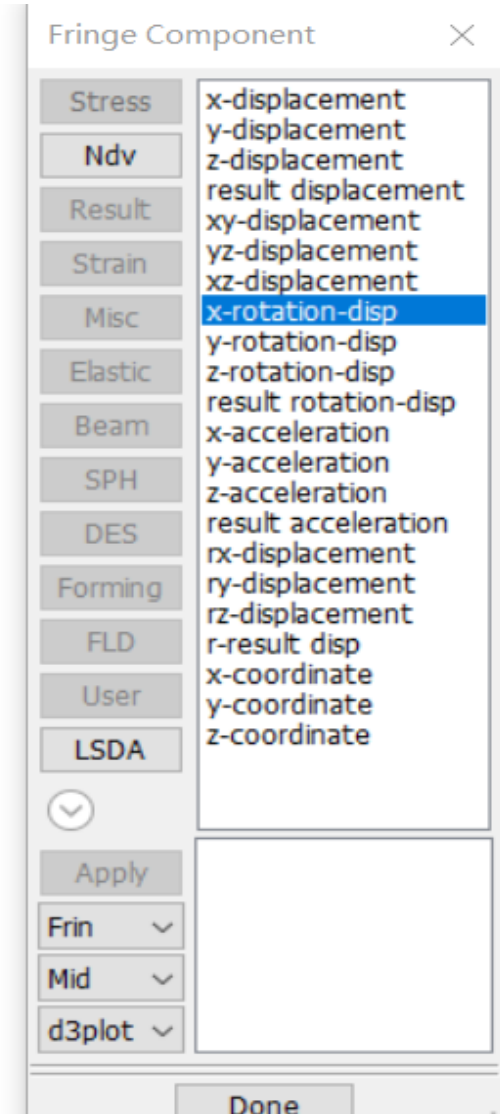 Fringe Component
Stress
Ndv
Result
Strain
Misc
Elastic
Beam
SPH
DES
Forming
FLD
User
LSDA
x-displacement
y-displacement
z-displacement
result displacement
xy-displacement
yz-displacement
xz-displacement
x-rotation-disp
y-rotation-disp
z-rotation-disp
result rotation-disp
x-acceleration
y-acceleration
z-acceleration
result acceleration
rx-displacement
ry-displacement
rz-displacement
r-result disp
x-coordinate
y-coordinate
z-coordinate
Apply
Frin
Mid
d3plot
Done